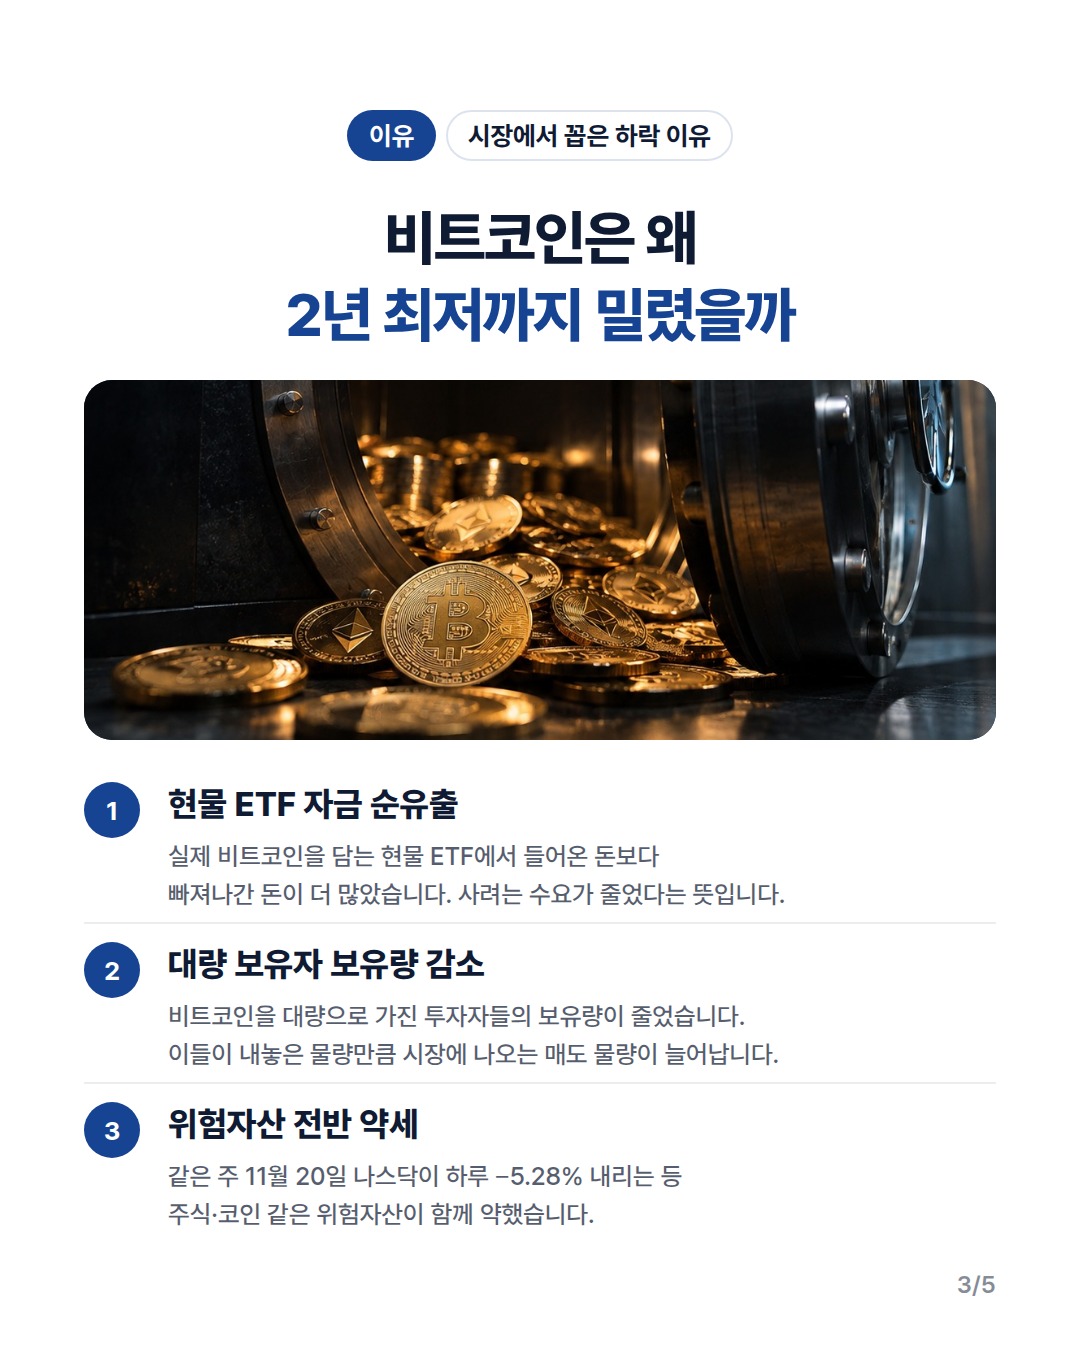 이유
시장에서 꼽은 하락 이유
비트코인은 왜
2년 최저까지 밀렸을까
1
현물 ETF 자금 순유출
실제 비트코인을 담는 현물 ETF에서 들어온 돈보다
빠져나간 돈이 더 많았습니다. 사려는 수요가 줄었다는 뜻입니다.
2
대량 보유자 보유량 감소
비트코인을 대량으로 가진 투자자들의 보유량이 줄었습니다.
이들이 내놓은 물량만큼 시장에 나오는 매도 물량이 늘어납니다.
3
위험자산 전반 약세
같은 주 11월 20일 나스닥이 하루 −5.28% 내리는 등
주식·코인 같은 위험자산이 함께 약했습니다.
3/5